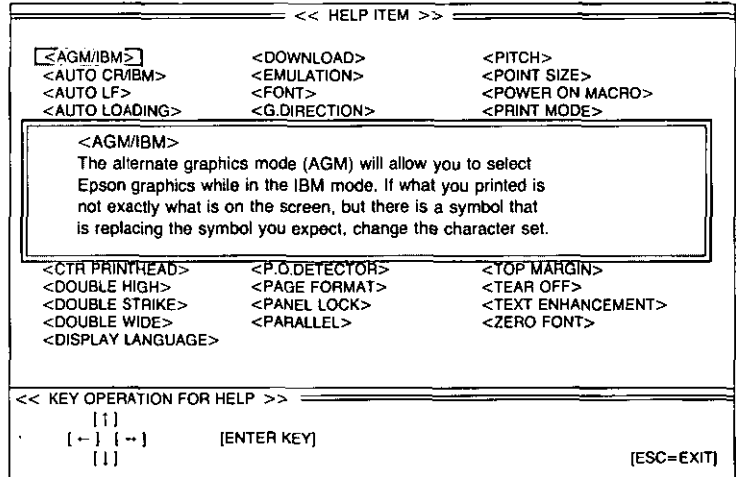 << HELP ITEM >>
<AGM/IBM> <DOWNLOAD> <PITCH>
<AUTO CR/IBM> <EMULATION> <POINT SIZE>
<AUTO LF> <FONT> <POWER ON MACRO>
<AUTO LOADING> <G.DIRECTION> <PRINT MODE>
<AGM/IBM>
The alternate graphics mode (AGM) will allow you to select
Epson graphics while in the IBM mode. If what you printed is
not exactly what is on the screen, but there is a symbol that
is replacing the symbol you expect, change the character set.
<CTR PRINTHEAD> <P.O.DETECTOR> <TOP MARGIN>
<DOUBLE HIGH> <PAGE FORMAT> <TEAR OFF>
<DOUBLE STRIKE> <PANEL LOCK> <TEXT ENHANCEMENT>
<DOUBLE WIDE> <PARALLEL> <ZERO FONT>
<DISPLAY LANGUAGE>
<< KEY OPERATION FOR HELP >>
[↑]
[←] [→] [ENTER KEY]
[↓]
[ESC=EXIT]